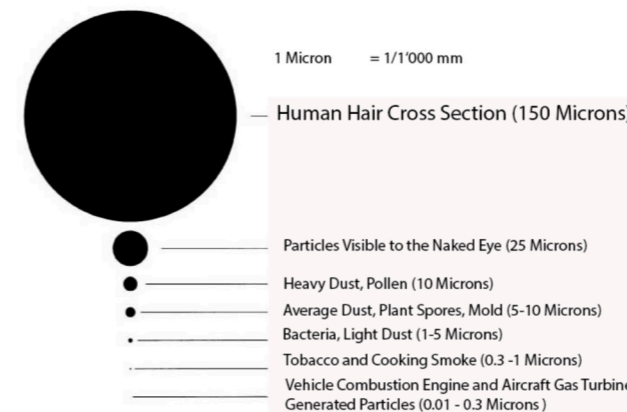 1 Micron = 1/1'000 mm
Human Hair Cross Section (150 Microns)
Particles Visible to the Naked Eye (25 Microns)
Heavy Dust, Pollen (10 Microns)
Average Dust, Plant Spores, Mold (5-10 Microns)
Bacteria, Light Dust (1-5 Microns)
Tobacco and Cooking Smoke (0.3 -1 Microns)
Vehicle Combustion Engine and Aircraft Gas Turbine
Generated Particles (0.01 - 0.3 Microns )